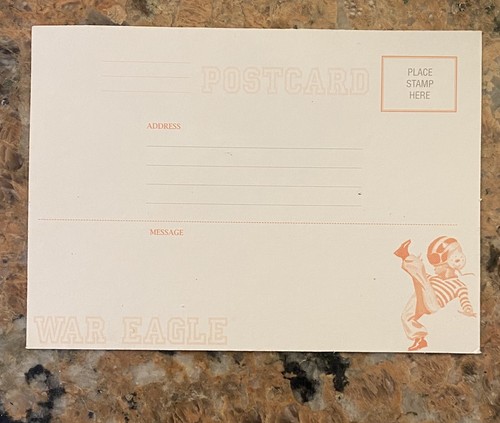 POSTCARD
PLACE
STAMP
HERE
ADDRESS
MESSAGE
WAR EAGLE